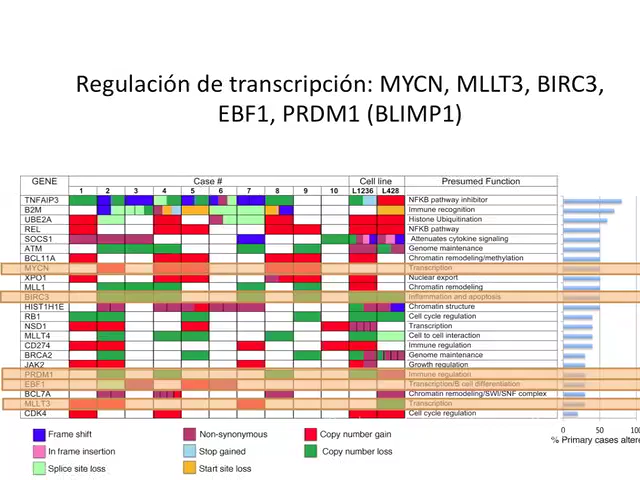 Regulación de transcripción: MYCN, MLLT3, BIRC3,
EBF1, PRDM1 (BLIMP1)
GENE Case # Cell line Presumed Function
1 2 3 4 5 6 7 8 9 10 L1236 L428
TNFAIP3 NFKB pathway inhibitor
B2M Immune recognition
UBE2A Histone Ubiquitination
REL NFKB pathway
SOCS1 Attenuates cytokine signaling
ATM Genome maintenance
BCL11A Chromatin remodeling/methylation
MYCN Transcription
XPO1 Nuclear export
MLL1 Chromatin remodeling
BIRC3 Inflammation and apoptosis
HIST1H1E Chromatin structure
RB1 Cell cycle regulation
NSD1 Transcription
MLLT4 Cell to cell interaction
CD274 Immune regulation
BRCA2 Genome maintenance
JAK2 Growth regulation
PRDM1 Immune regulation
EBF1 Transcription/B cell differentiation
BCL7A Chromatin remodeling/SWI/SNF complex
MLLT3 Transcription
CDK4 Cell cycle regulation
0 50 100
% Primary cases altere
Frame shift Non-synonymous Copy number gain
In frame insertion Stop gained Copy number loss
Splice site loss Start site loss